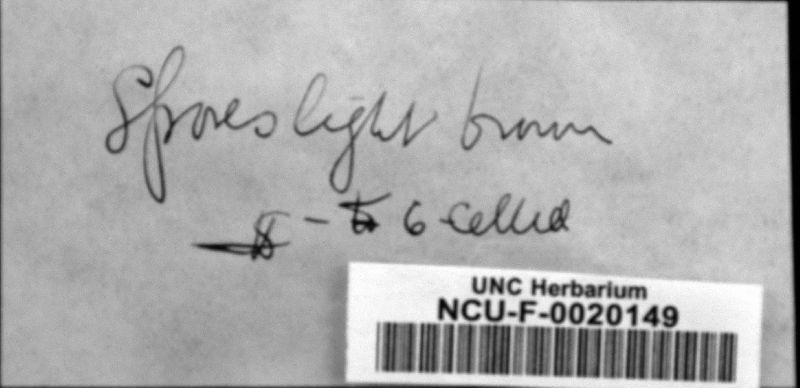 Spores light brown
– 6-celled
UNC Herbarium
NCU-F-0020149